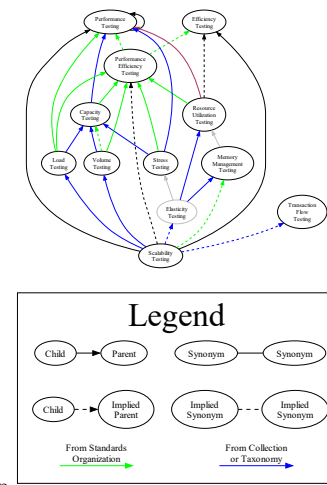 Performance
Testing
Efficiency
Testing
Performance
Efficiency
Testing
Capacity
Testing
Resource
Utilization
Testing
Load
Testing
Volume
Testing
Stress
Testing
Memory
Management
Testing
Elasticity
Testing
Transaction
Flow
Testing
Scalability
Testing
Legend
Child
Parent
Synonym
Synonym
Child
Implied
Parent
Implied
Synonym
Implied
Synonym
From Standards
Organization
From Collection
or Taxonomy